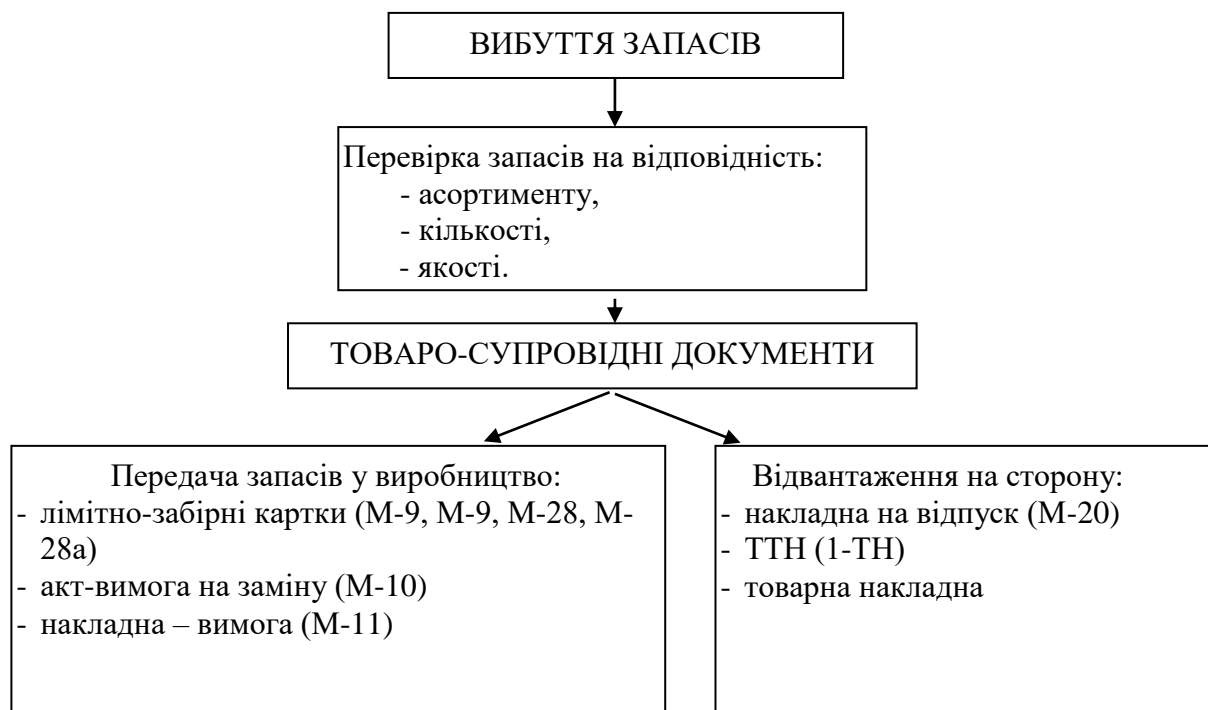 ВИБУТТЯ ЗАПАСІВ
Перевірка запасів на відповідність:
- асортименту,
- кількості,
- якості.
ТОВАРО-СУПРОВІДНІ ДОКУМЕНТИ
Передача запасів у виробництво:
- лімітно-забірні картки (М-9, М-9, М-28, М-
28а)
- акт-вимога на заміну (М-10)
- накладна – вимога (М-11)
Відвантаження на сторону:
- накладна на відпуск (М-20)
- ТТН (1-ТН)
- товарна накладна